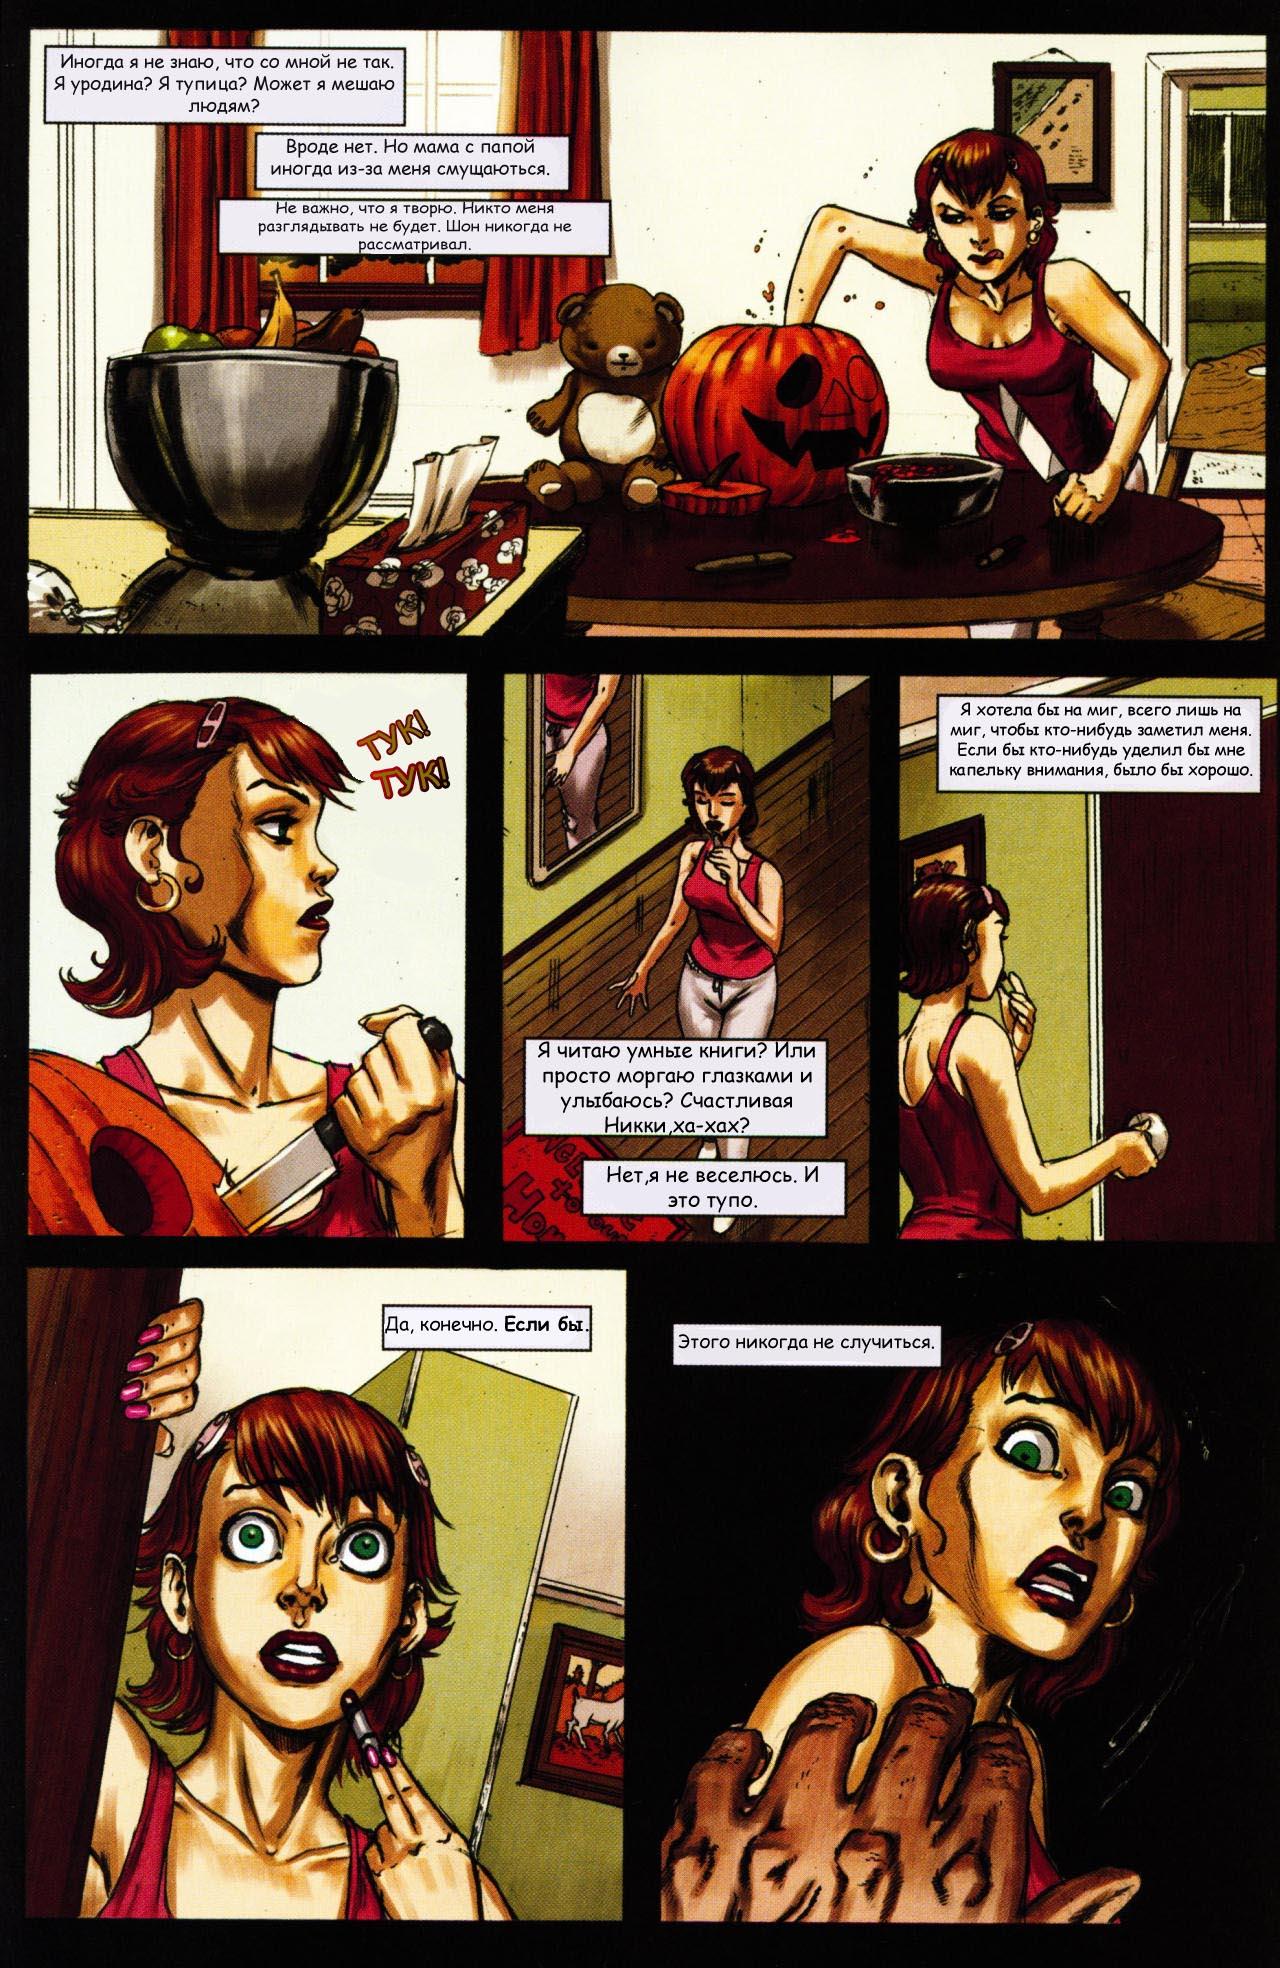 Иногда я не знаю, что со мной не так.
Я уродина? Я тупица? Может я мешаю
людям?
Вроде нет. Но мама с папой
иногда из-за меня смущаються.
Не важно, что я творю. Никто меня
разглядывать не будет. Шон никогда не
рассматривал.
ТУК!
ТУК!
Я читаю умные книги? Или
просто моргаю глазками и
улыбаюсь? Счастливая
Никки,ха-хах?
Нет,я не веселюсь. И
это тупо.
Я хотела бы на миг, всего лишь на
миг, чтобы кто-нибудь заметил меня.
Если бы кто-нибудь уделил бы мне
капельку внимания, было бы хорошо.
Да, конечно. Если бы.
Этого никогда не случиться.